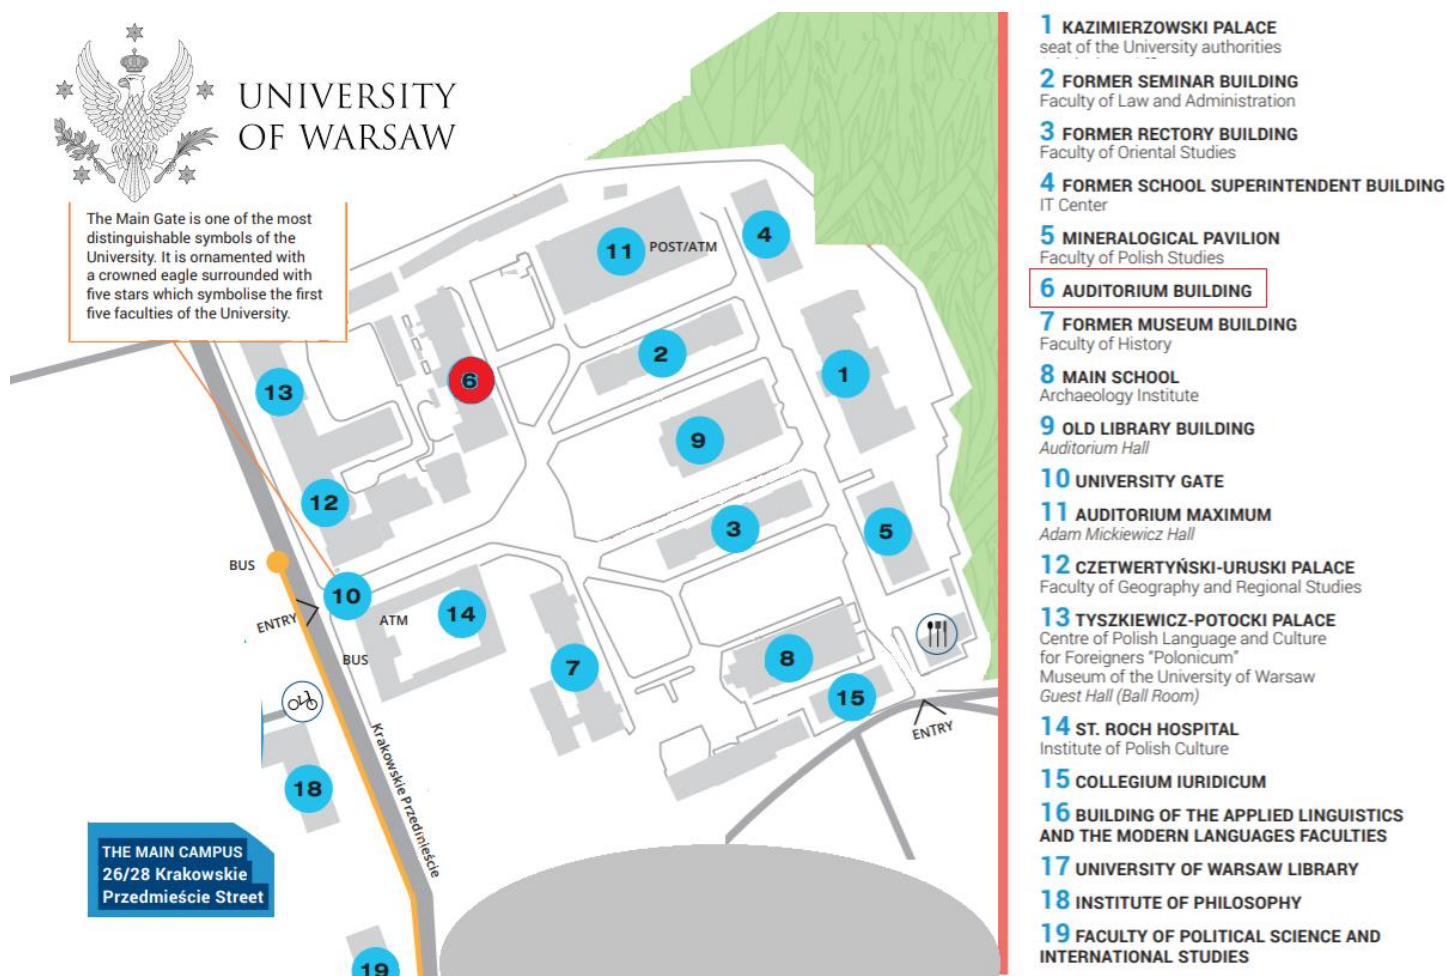 UNIVERSITY
OF WARSAW
The Main Gate is one of the most
distinguishable symbols of the
University. It is ornamented with
a crowned eagle surrounded with
five stars which symbolise the first
five faculties of the University.
11
POST/ATM
4
2
6
13
1
9
12
3
5
BUS
10
ENTRY
ATM
14
BUS
7
8
15
ENTRY
Krakowskie Przedmieście
18
THE MAIN CAMPUS
26/28 Krakowskie
Przedmieście Street
19
1 KAZIMIERZOWSKI PALACE
seat of the University authorities
2 FORMER SEMINAR BUILDING
Faculty of Law and Administration
3 FORMER RECTORY BUILDING
Faculty of Oriental Studies
4 FORMER SCHOOL SUPERINTENDENT BUILDING
IT Center
5 MINERALOGICAL PAVILION
Faculty of Polish Studies
6 AUDITORIUM BUILDING
7 FORMER MUSEUM BUILDING
Faculty of History
8 MAIN SCHOOL
Archaeology Institute
9 OLD LIBRARY BUILDING
Auditorium Hall
10 UNIVERSITY GATE
11 AUDITORIUM MAXIMUM
Adam Mickiewicz Hall
12 CZETWERTYŃSKI-URUSKI PALACE
Faculty of Geography and Regional Studies
13 TYSZKIEWICZ-POTOCKI PALACE
Centre of Polish Language and Culture
for Foreigners "Polonicum"
Museum of the University of Warsaw
Guest Hall (Ball Room)
14 ST. ROCH HOSPITAL
Institute of Polish Culture
15 COLLEGIUM IURIDICUM
16 BUILDING OF THE APPLIED LINGUISTICS
AND THE MODERN LANGUAGES FACULTIES
17 UNIVERSITY OF WARSAW LIBRARY
18 INSTITUTE OF PHILOSOPHY
19 FACULTY OF POLITICAL SCIENCE AND
INTERNATIONAL STUDIES